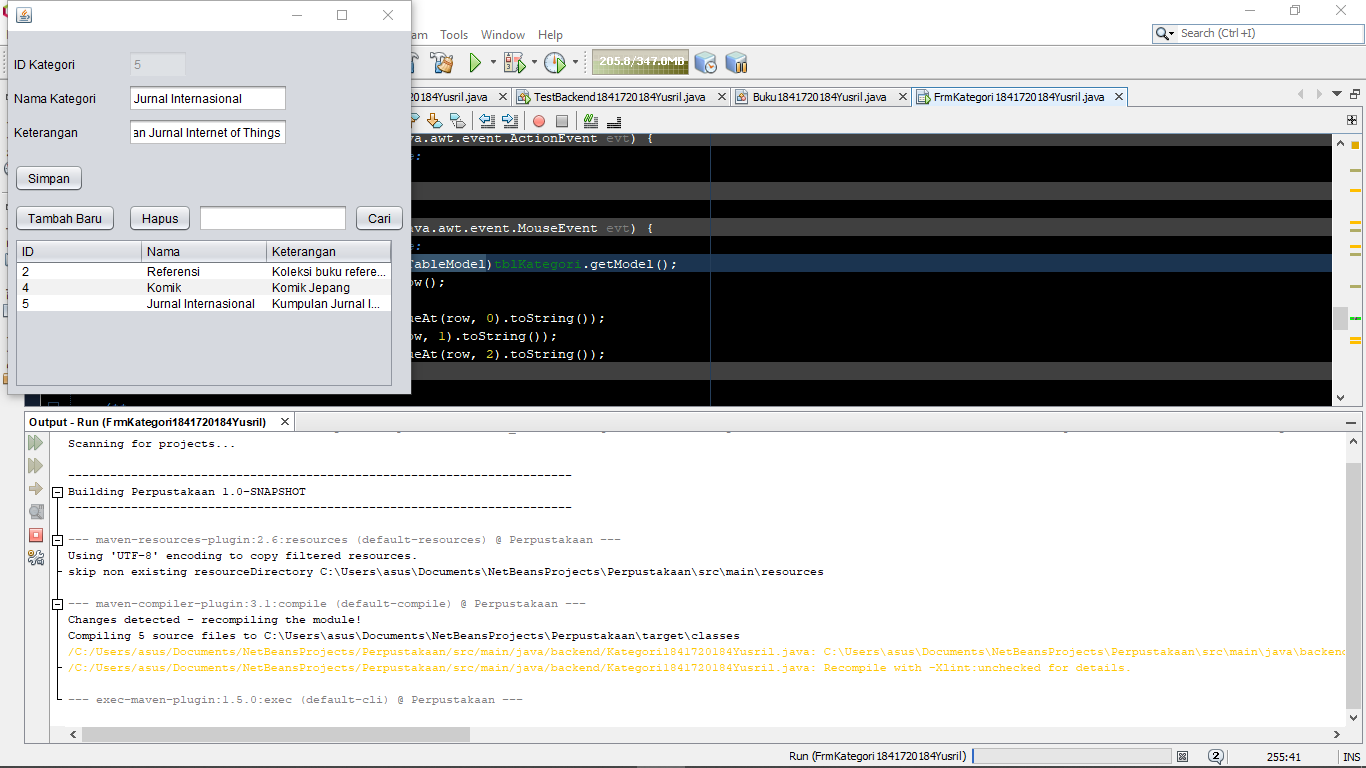 ID Kategori 5
Nama Kategori Jurnal Internasional
Keterangan an Jurnal Internet of Things
Simpan
Tambah Baru Hapus Cari
ID Nama Keterangan
2 Referensi Koleksi buku refere...
4 Komik Komik Jepang
5 Jurnal Internasional Kumpulan Jurnal I...
am Tools Window Help
Search (Ctrl+I)
205.8/347.0MB
20184Yusril.java TestBackend1841720184Yusril.java Buku1841720184Yusril.java FrmKategori1841720184Yusril.java
va.awt.event.ActionEvent evt) {
e:
ava.awt.event.MouseEvent evt) {
e:
TableModel)tblKategori.getModel();
ow();
ueAt(row, 0).toString());
ow, 1).toString());
ueAt(row, 2).toString());
/**
Output - Run (FrmKategori1841720184Yusril)
Scanning for projects...
------------------------------------------------------------------------
Building Perpustakaan 1.0-SNAPSHOT
------------------------------------------------------------------------
--- maven-resources-plugin:2.6:resources (default-resources) @ Perpustakaan ---
Using 'UTF-8' encoding to copy filtered resources.
skip non existing resourceDirectory C:\Users\asus\Documents\NetBeansProjects\Perpustakaan\src\main\resources
--- maven-compiler-plugin:3.1:compile (default-compile) @ Perpustakaan ---
Changes detected - recompiling the module!
Compiling 5 source files to C:\Users\asus\Documents\NetBeansProjects\Perpustakaan\target\classes
/C:/Users/asus/Documents/NetBeansProjects/Perpustakaan/src/main/java/backend/Kategori1841720184Yusril.java: C:\Users\asus\Documents\NetBeansProjects\Perpustakaan\src\main\java\backend
/C:/Users/asus/Documents/NetBeansProjects/Perpustakaan/src/main/java/backend/Kategori1841720184Yusril.java: Recompile with -Xlint:unchecked for details.
--- exec-maven-plugin:1.5.0:exec (default-cli) @ Perpustakaan ---
Run (FrmKategori1841720184Yusril) 2 255:41 INS